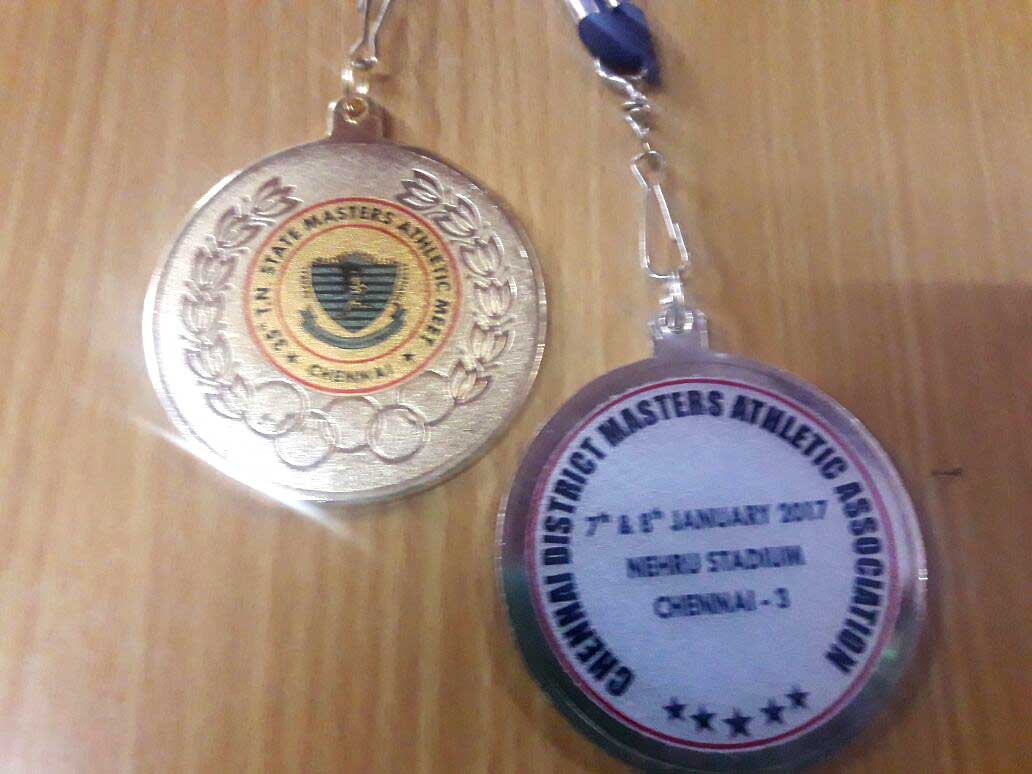 35th T.N STATE MASTERS ATHLETIC MEET
★ CHENNAI ★
CHENNAI DISTRICT MASTERS ATHLETIC ASSOCIATION
7th & 8th JANUARY 2017
NEHRU STADIUM
CHENNAI - 3